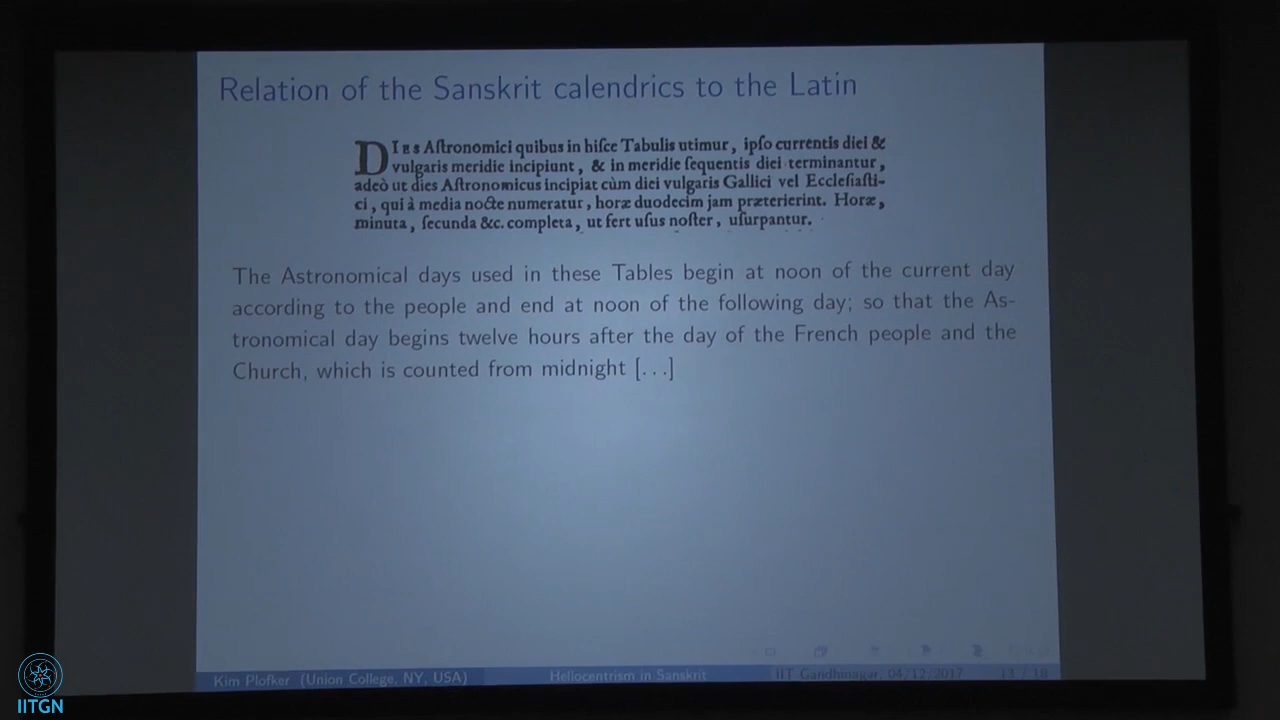 Relation of the Sanskrit calendrics to the Latin
DIES Aſtronomici quibus in hiſce Tabulis utimur, ipſo currentis diei &
vulgaris meridie incipiunt, & in meridie ſequentis diei terminantur,
adeò ut dies Aſtronomicus incipiat cùm diei vulgaris Gallici vel Eccleſiaſti-
ci, qui à media nocte numeratur, horæ duodecim jam præterierint. Horæ,
minuta, ſecunda &c. completa, ut fert uſus noſter, uſurpantur.
The Astronomical days used in these Tables begin at noon of the current day
according to the people and end at noon of the following day; so that the As-
tronomical day begins twelve hours after the day of the French people and the
Church, which is counted from midnight [...]
Kim Plofker (Union College, NY, USA) Heliocentrism in Sanskrit IIT Gandhinagar, 04/12/2017 13 / 18
IITGN